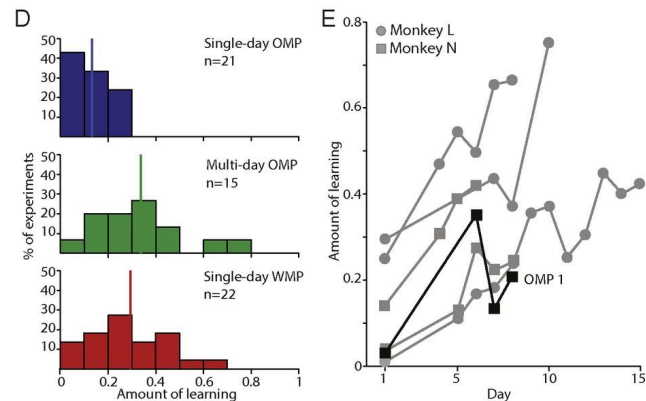 D
Single-day OMP
n=21
50
40
30
20
10
Multi-day OMP
n=15
50
40
30
20
10
% of experiments
Single-day WMP
n=22
50
40
30
20
10
0 0.2 0.4 0.6 0.8 1
Amount of learning
E
Monkey L
Monkey N
0.8
0.6
0.4
0.2
0
Amount of learning
OMP 1
1 5 10 15
Day